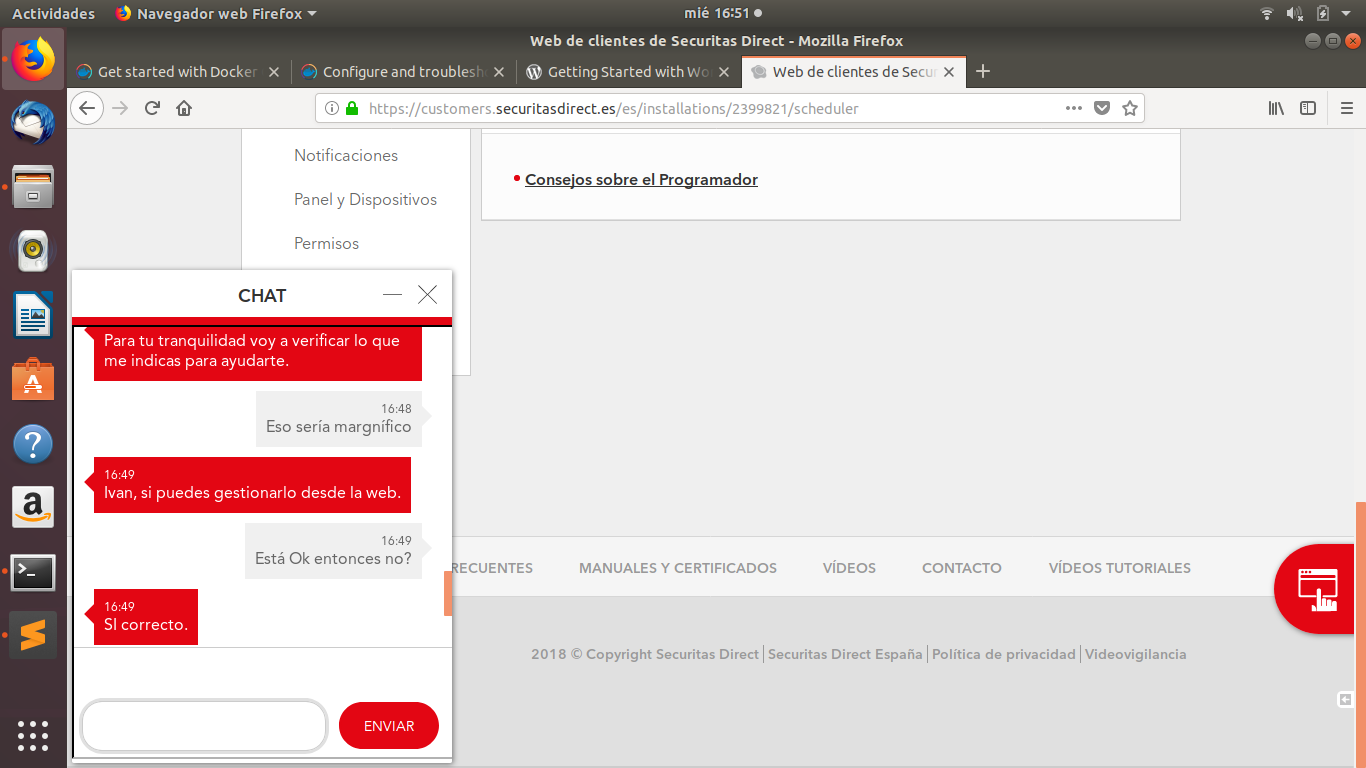 Actividades
Navegador web Firefox
mié 16:51
Web de clientes de Securitas Direct - Mozilla Firefox
Get started with Docker
Configure and troublesh
Getting Started with Wo
Web de clientes de Secur
https://customers.securitasdirect.es/es/installations/2399821/scheduler
Notificaciones
Panel y Dispositivos
Permisos
Consejos sobre el Programador
CHAT
Para tu tranquilidad voy a verificar lo que
me indicas para ayudarte.
16:48
Eso sería margnífico
16:49
Ivan, si puedes gestionarlo desde la web.
16:49
Está Ok entonces no?
16:49
SI correcto.
ENVIAR
RECUENTES
MANUALES Y CERTIFICADOS
VÍDEOS
CONTACTO
VÍDEOS TUTORIALES
2018 © Copyright Securitas Direct
Securitas Direct España
Política de privacidad
Videovigilancia